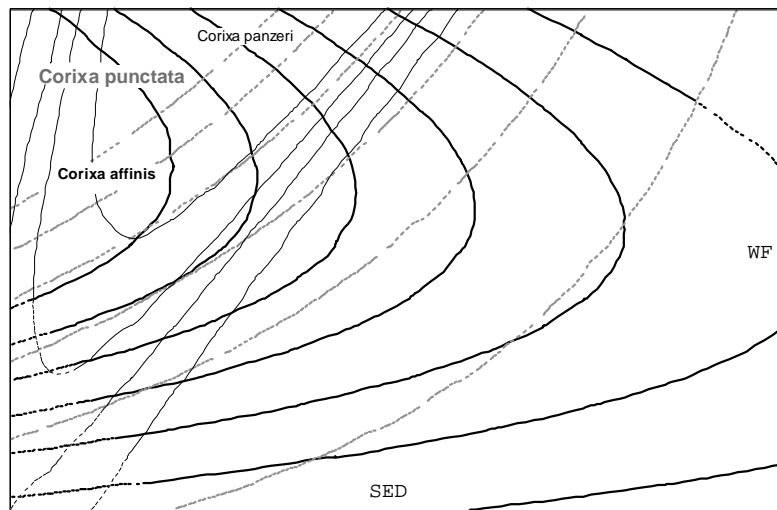 Corixa panzeri
Corixa punctata
Corixa affinis
WF
SED